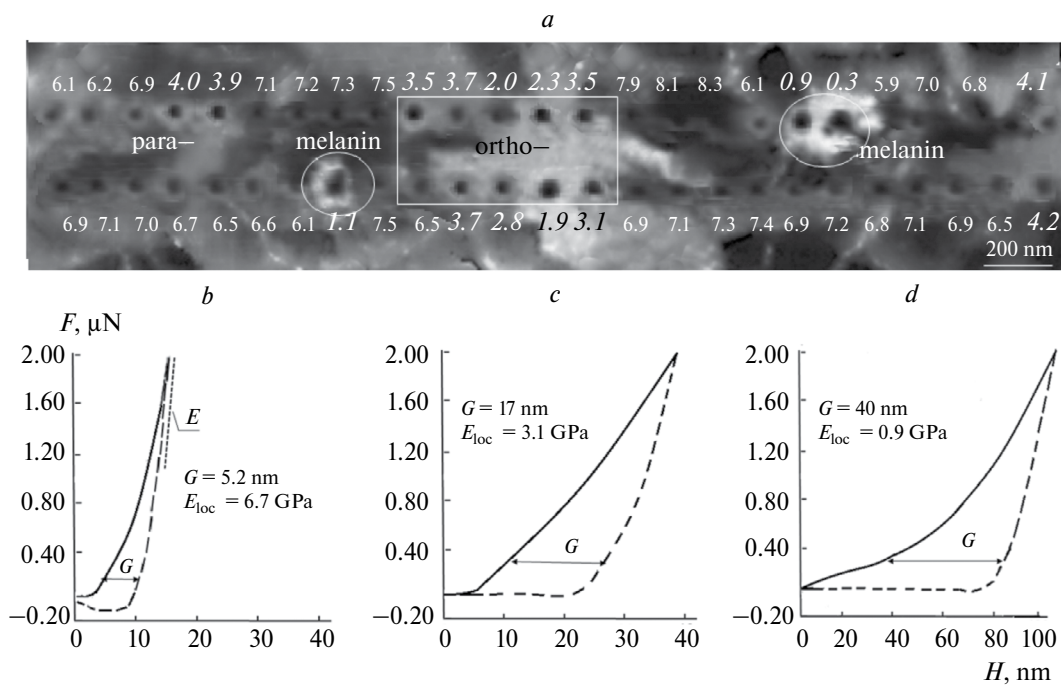 a
6.1 6.2 6.9 4.0 3.9 7.1 7.2 7.3 7.5 3.5 3.7 2.0 2.3 3.5 7.9 8.1 8.3 6.1 0.9 0.3 5.9 7.0 6.8 4.1
para– melanin ortho– melanin
6.9 7.1 7.0 6.7 6.5 6.6 6.1 1.1 7.5 6.5 3.7 2.8 1.9 3.1 6.9 7.1 7.3 7.4 6.9 7.2 6.8 7.1 6.9 6.5 4.2
200 nm
b
F, μN
2.00
1.60
1.20
0.80
0.40
−0.20
E
G = 5.2 nm
E_loc = 6.7 GPa
G
0 10 20 30 40
c
G = 17 nm
E_loc = 3.1 GPa
G
2.00
1.60
1.20
0.80
0.40
−0.20
0 10 20 30 40
d
2.00
1.60
1.20
0.80
0.40
−0.20
G = 40 nm
E_loc = 0.9 GPa
G
0 20 40 60 80 100
H, nm